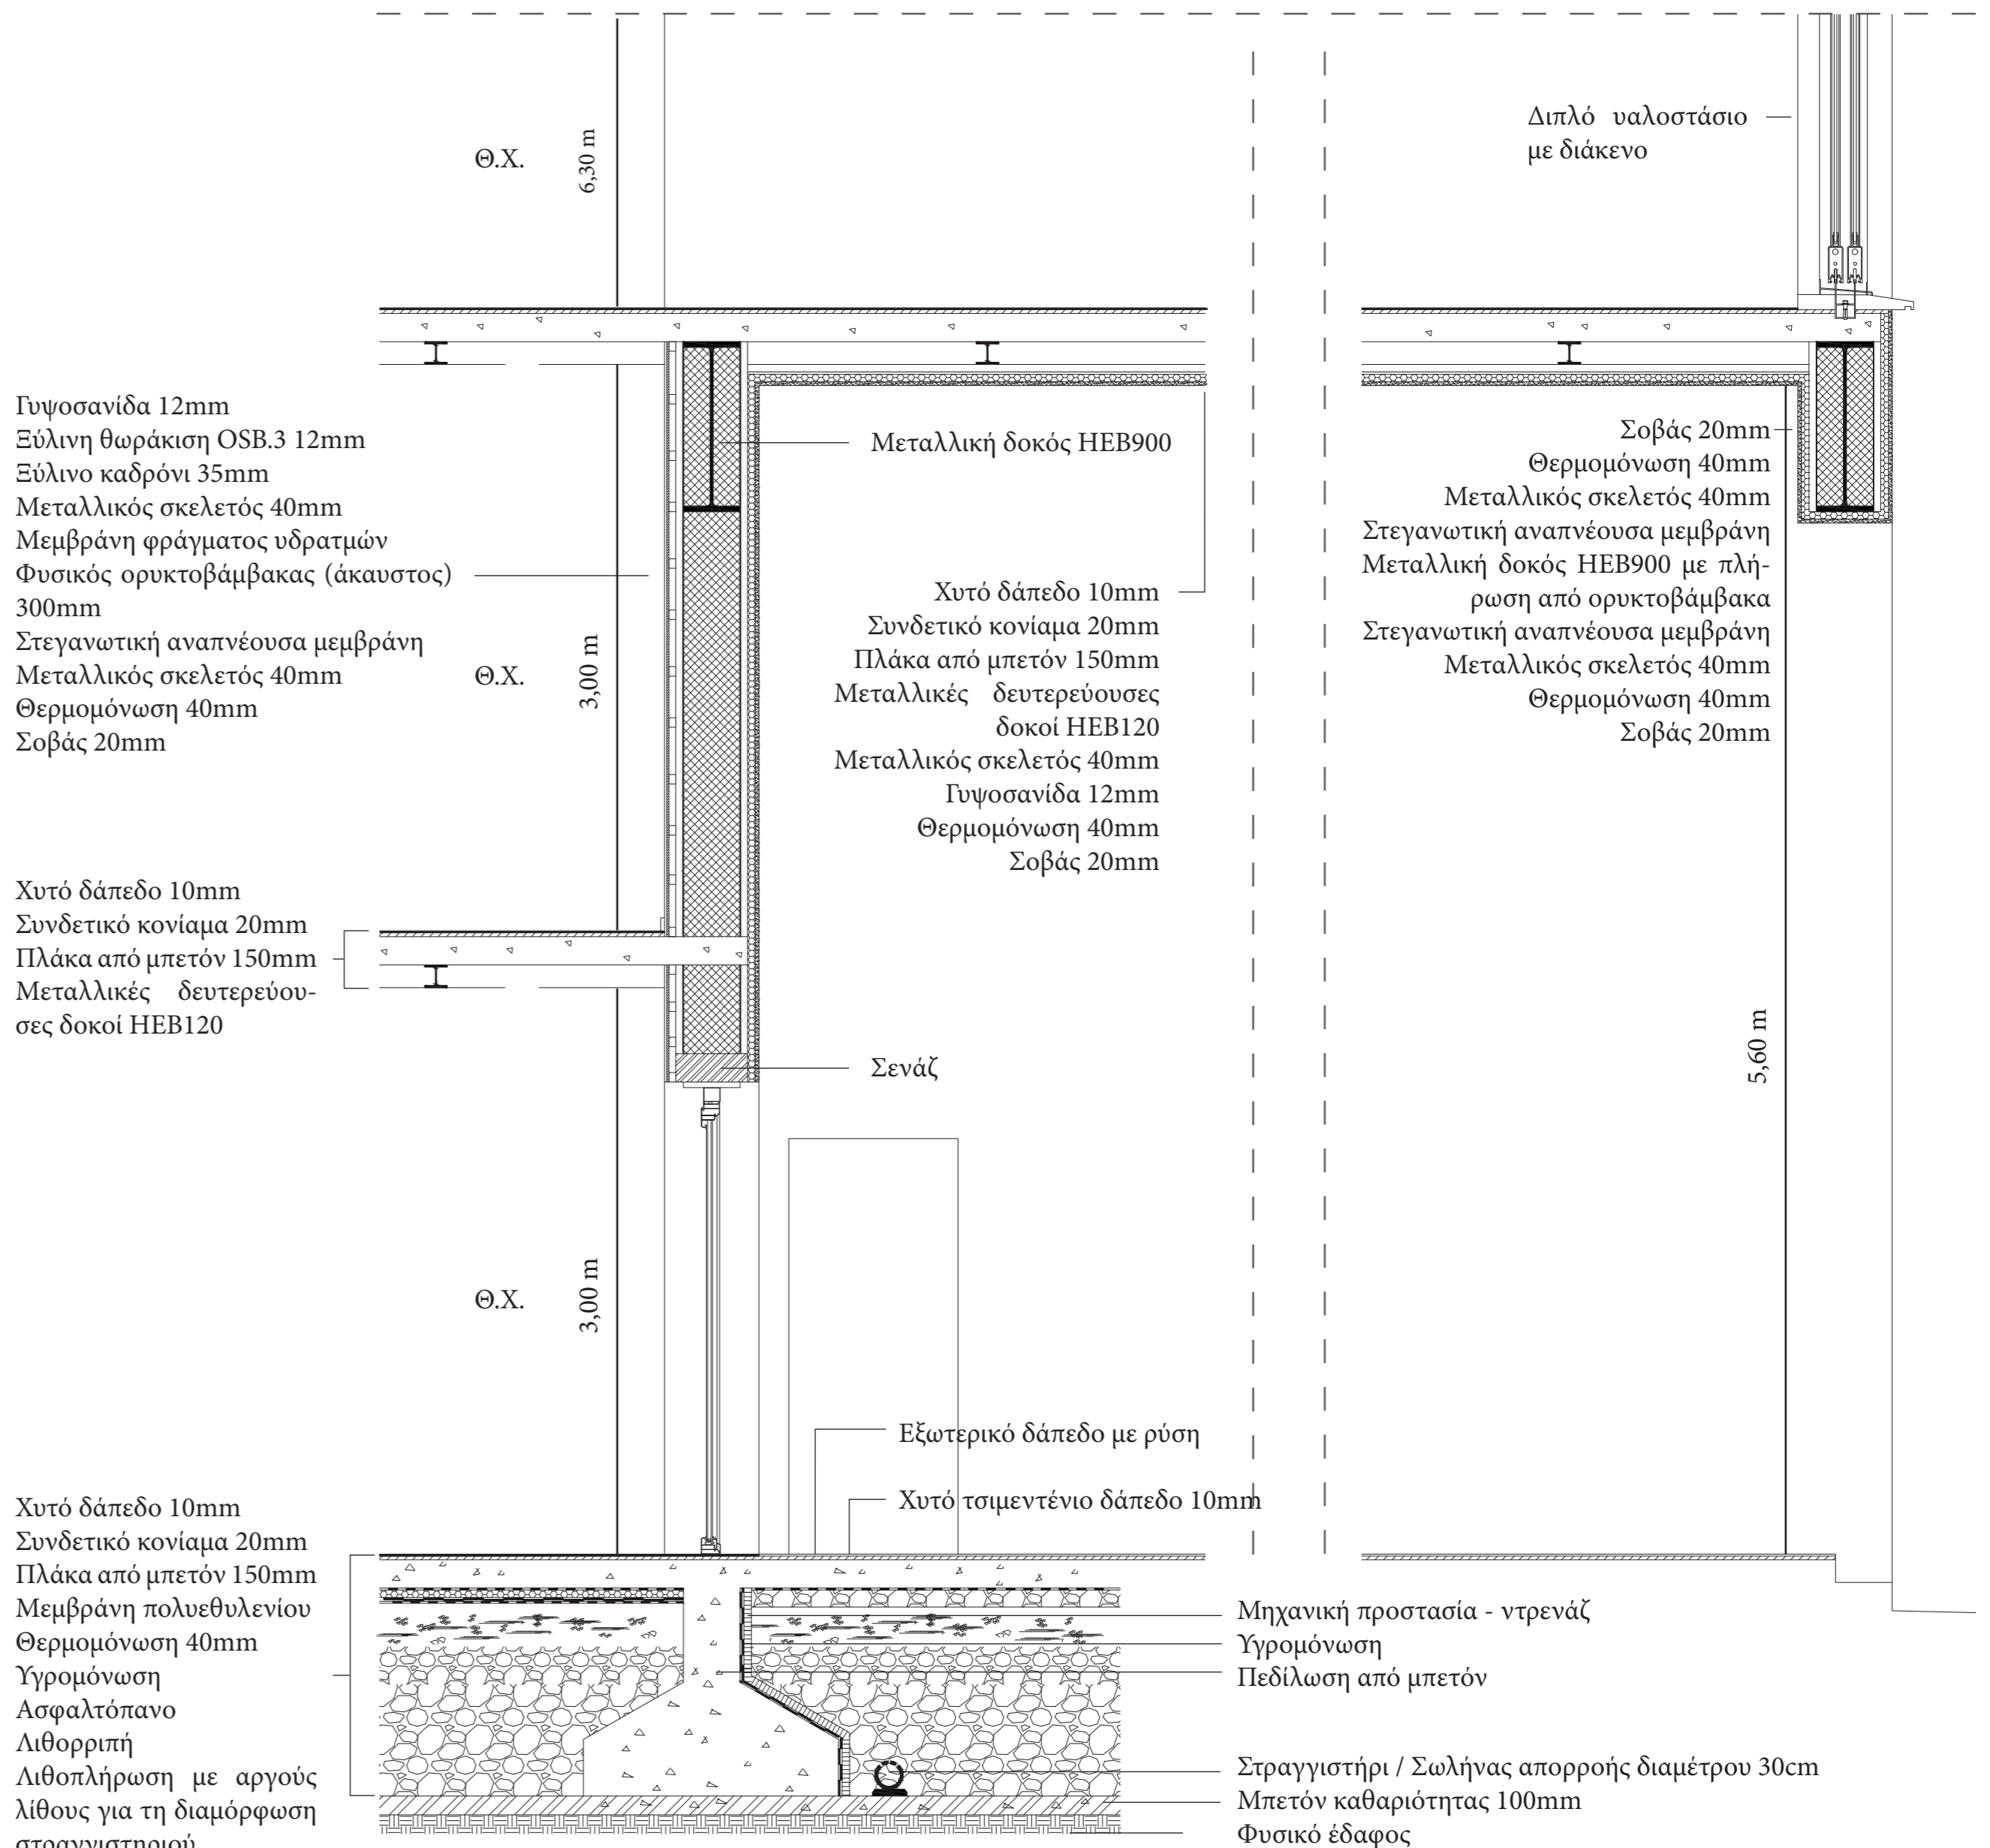 Θ.Χ.
6,30 m
Διπλό υαλοστάσιο
με διάκενο
Γυψοσανίδα 12mm
Ξύλινη θωράκιση OSB.3 12mm
Ξύλινο καδρόνι 35mm
Μεταλλικός σκελετός 40mm
Μεμβράνη φράγματος υδρατμών
Φυσικός ορυκτοβάμβακας (άκαυστος)
300mm
Στεγανωτική αναπνέουσα μεμβράνη
Μεταλλικός σκελετός 40mm
Θερμομόνωση 40mm
Σοβάς 20mm
Θ.Χ.
3,00 m
Μεταλλική δοκός HEB900
Χυτό δάπεδο 10mm
Συνδετικό κονίαμα 20mm
Πλάκα από μπετόν 150mm
Μεταλλικές δευτερεύουσες
δοκοί HEB120
Μεταλλικός σκελετός 40mm
Γυψοσανίδα 12mm
Θερμομόνωση 40mm
Σοβάς 20mm
Σοβάς 20mm
Θερμομόνωση 40mm
Μεταλλικός σκελετός 40mm
Στεγανωτική αναπνέουσα μεμβράνη
Μεταλλική δοκός HEB900 με πλή-
ρωση από ορυκτοβάμβακα
Στεγανωτική αναπνέουσα μεμβράνη
Μεταλλικός σκελετός 40mm
Θερμομόνωση 40mm
Σοβάς 20mm
Χυτό δάπεδο 10mm
Συνδετικό κονίαμα 20mm
Πλάκα από μπετόν 150mm
Μεταλλικές δευτερεύου-
σες δοκοί HEB120
Σενάζ
5,60 m
Θ.Χ.
3,00 m
Εξωτερικό δάπεδο με ρύση
Χυτό τσιμεντένιο δάπεδο 10mm
Χυτό δάπεδο 10mm
Συνδετικό κονίαμα 20mm
Πλάκα από μπετόν 150mm
Μεμβράνη πολυεθυλενίου
Θερμομόνωση 40mm
Υγρομόνωση
Ασφαλτόπανο
Λιθορριπή
Λιθοπλήρωση με αργούς
λίθους για τη διαμόρφωση
στραγγιστηριού
Μηχανική προστασία - ντρενάζ
Υγρομόνωση
Πεδίλωση από μπετόν
Στραγγιστήρι / Σωλήνας απορροής διαμέτρου 30cm
Μπετόν καθαριότητας 100mm
Φυσικό έδαφος